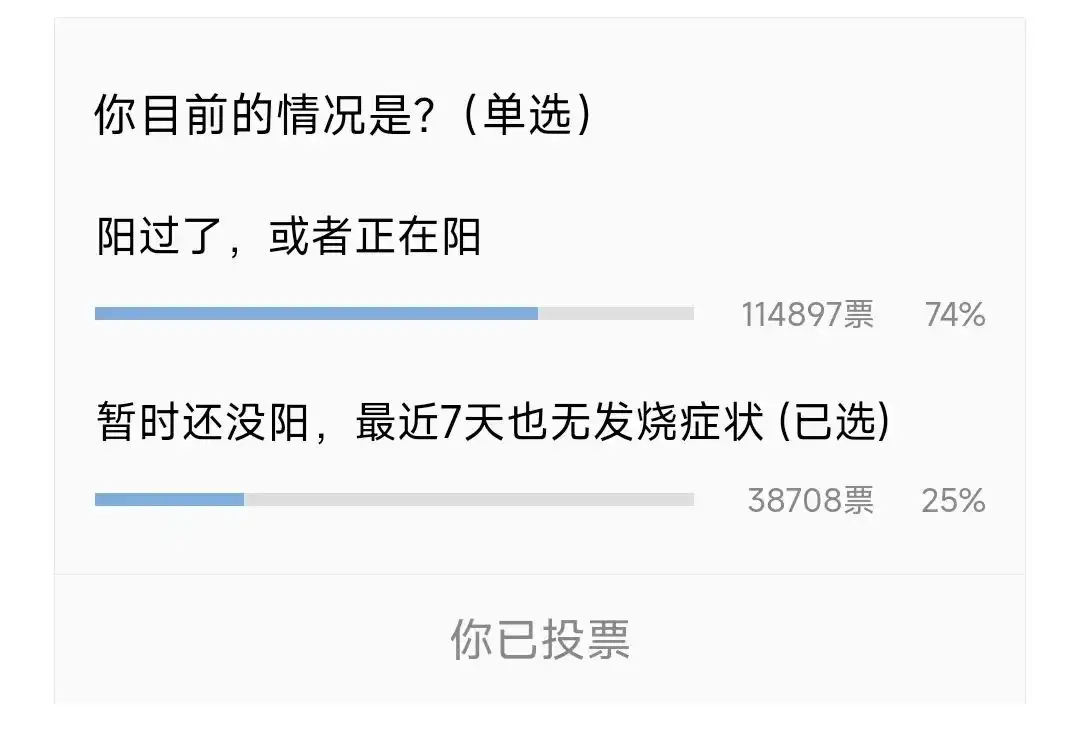 你目前的情况是?（单选）
阳过了，或者正在阳
114897票 74%
暂时还没阳，最近7天也无发烧症状 (已选)
38708票 25%
你已投票